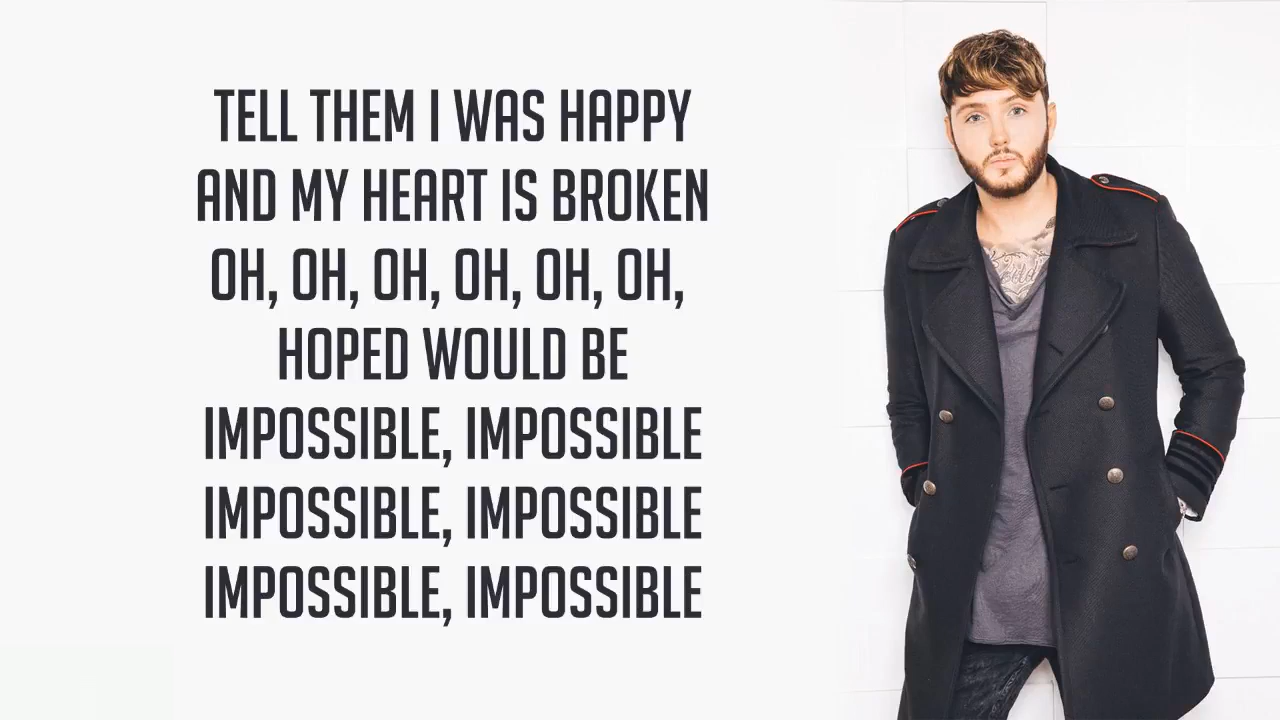 TELL THEM I WAS HAPPY
AND MY HEART IS BROKEN
OH, OH, OH, OH, OH, OH,
HOPED WOULD BE
IMPOSSIBLE, IMPOSSIBLE
IMPOSSIBLE, IMPOSSIBLE
IMPOSSIBLE, IMPOSSIBLE